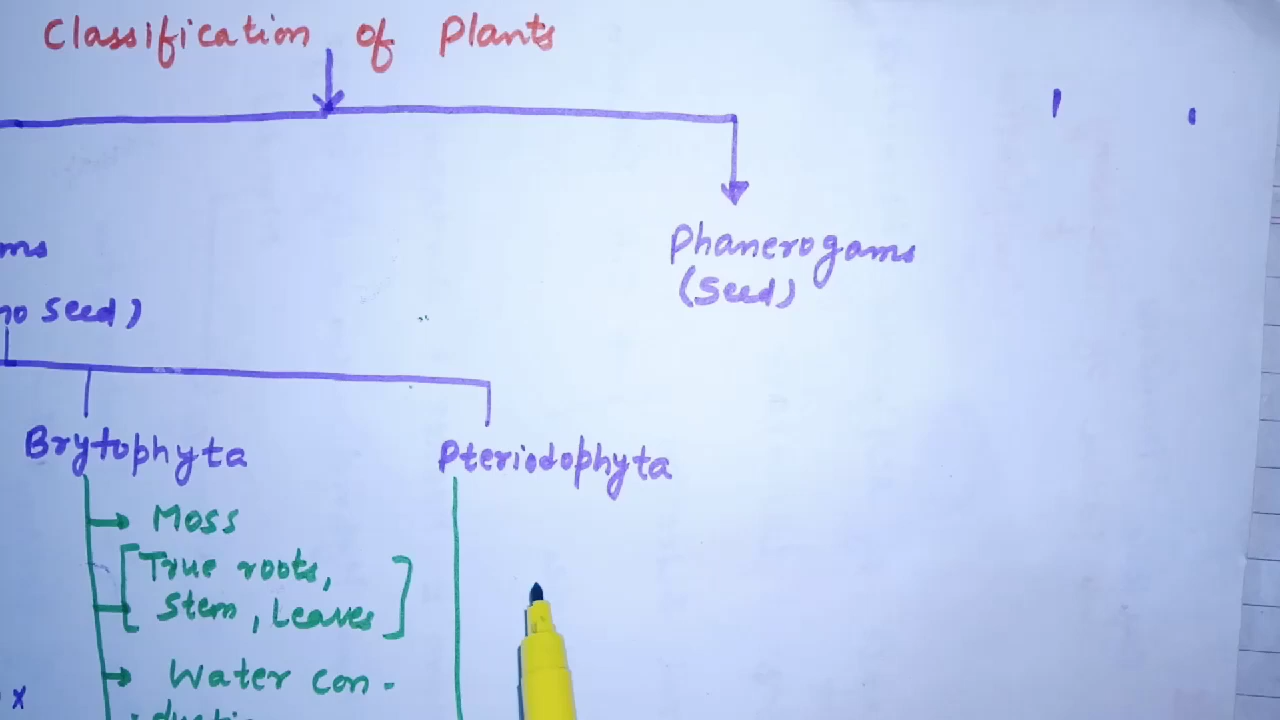 Classification of Plants
Phanerogams
(Seed)
ms
no Seed)
Brytophyta
Pteriodophyta
Moss
[True roots,
Stem, Leaves]
Water con-
x